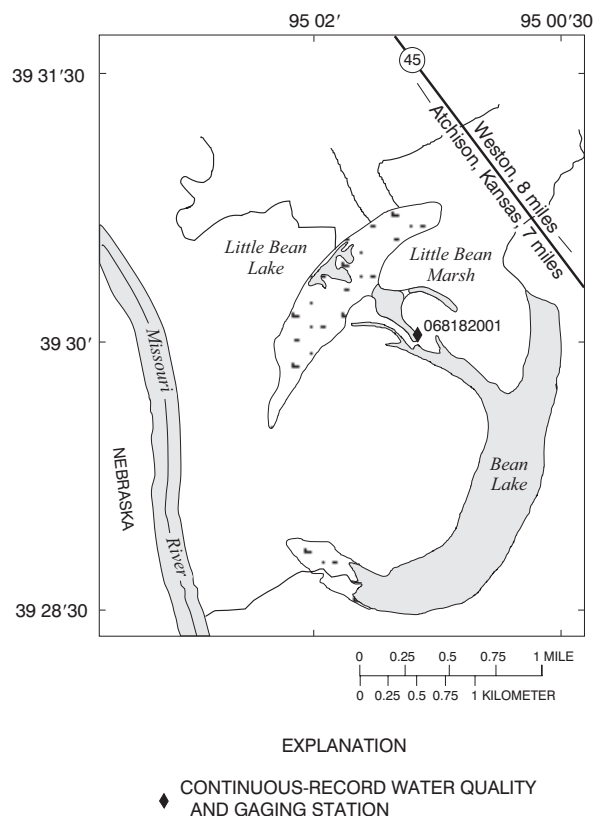 95 02′
95 00′30
39 31′30
45
Weston, 8 miles
Atchison, Kansas, 7 miles
Little Bean
Lake
Little Bean
Marsh
068182001
39 30′
Missouri
River
NEBRASKA
Bean
Lake
39 28′30
0 0.25 0.5 0.75 1 MILE
0 0.25 0.5 0.75 1 KILOMETER
EXPLANATION
CONTINUOUS-RECORD WATER QUALITY
AND GAGING STATION